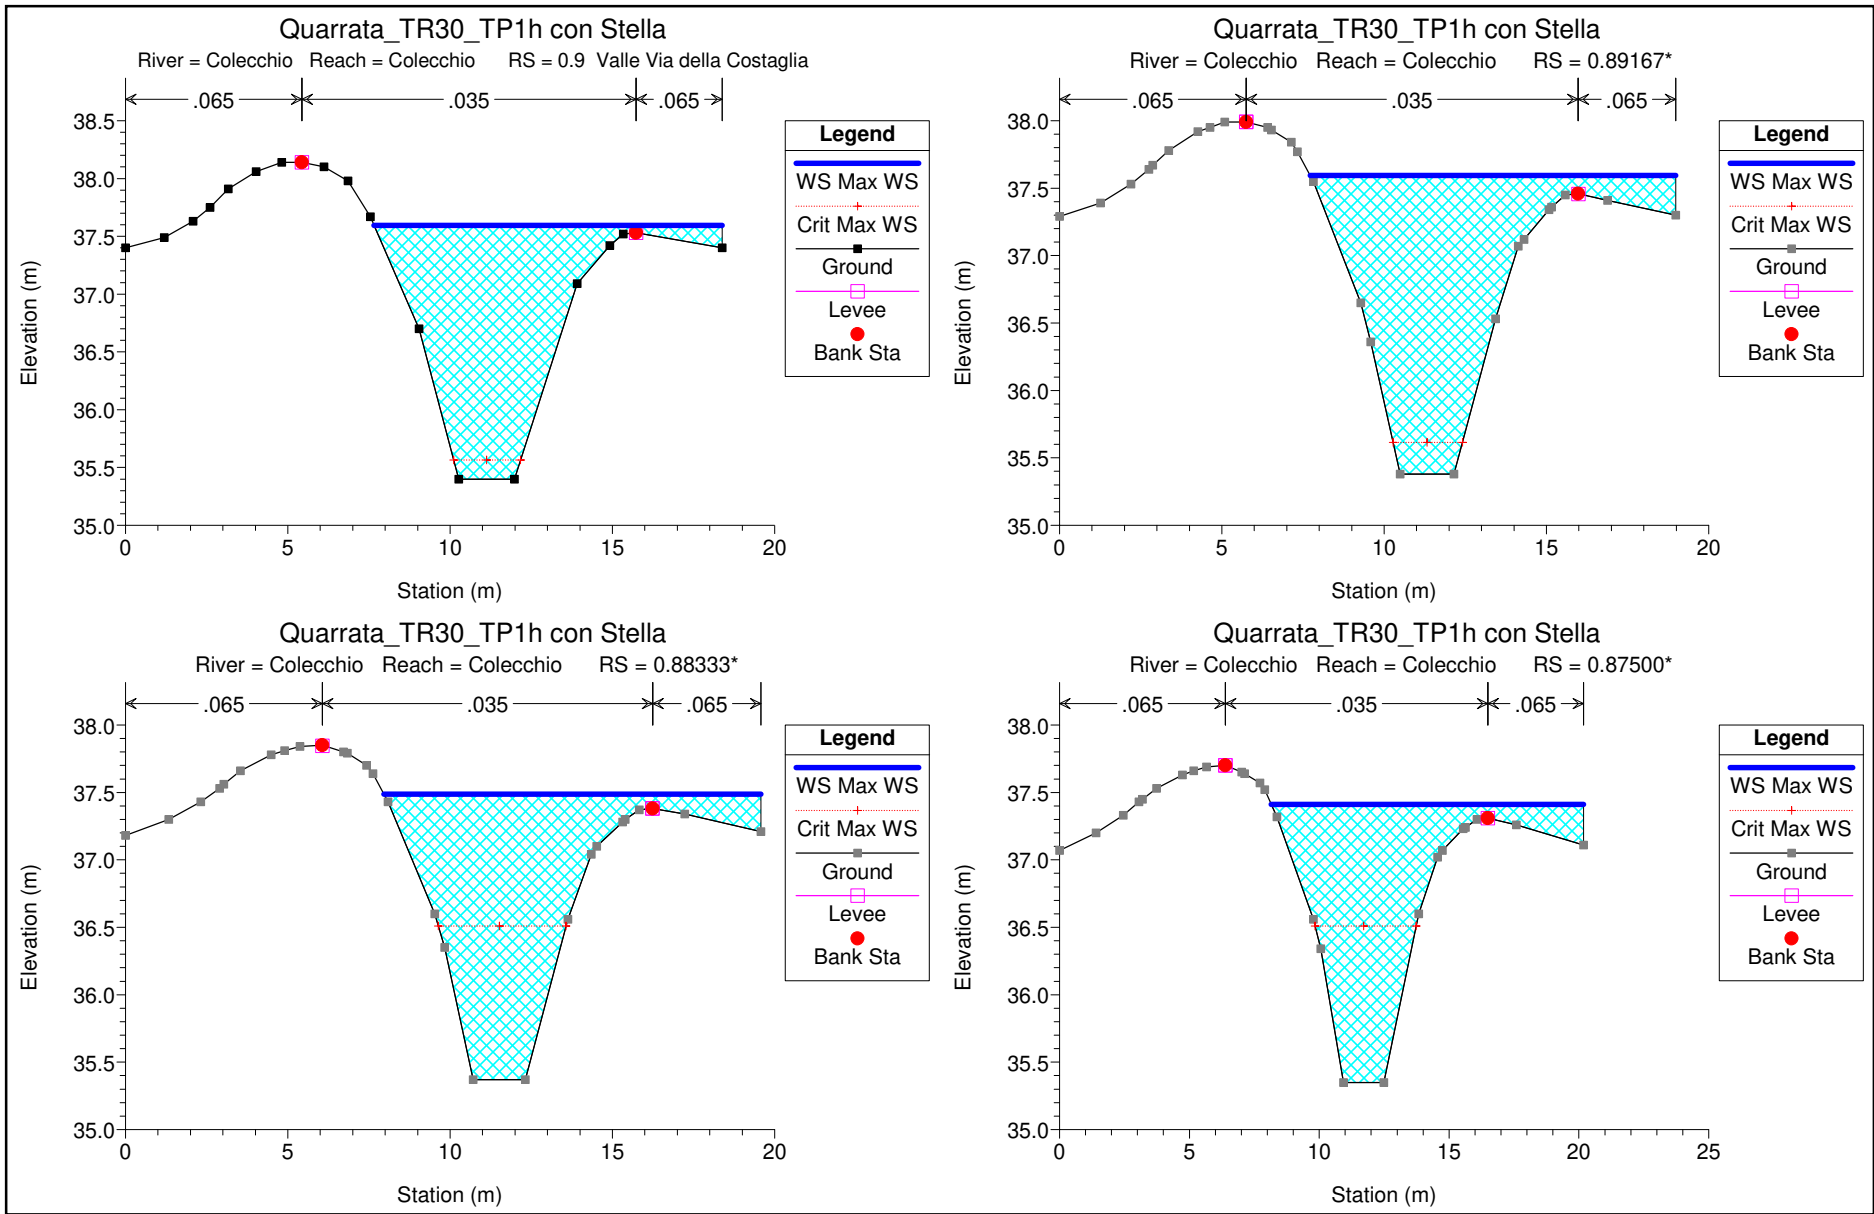 Quarrata_TR30_TP1h con Stella
River = Colecchio Reach = Colecchio RS = 0.9 Valle Via della Costaglia
.065 .035 .065
38.5
38.0
37.5
37.0
36.5
36.0
35.5
35.0
Elevation (m)
0 5 10 15 20
Station (m)
Legend
WS Max WS
Crit Max WS
Ground
Levee
Bank Sta
Quarrata_TR30_TP1h con Stella
River = Colecchio Reach = Colecchio RS = 0.89167*
.065 .035 .065
38.0
37.5
37.0
36.5
36.0
35.5
35.0
Elevation (m)
0 5 10 15 20
Station (m)
Legend
WS Max WS
Crit Max WS
Ground
Levee
Bank Sta
Quarrata_TR30_TP1h con Stella
River = Colecchio Reach = Colecchio RS = 0.88333*
.065 .035 .065
38.0
37.5
37.0
36.5
36.0
35.5
35.0
Elevation (m)
0 5 10 15 20
Station (m)
Legend
WS Max WS
Crit Max WS
Ground
Levee
Bank Sta
Quarrata_TR30_TP1h con Stella
River = Colecchio Reach = Colecchio RS = 0.87500*
.065 .035 .065
38.0
37.5
37.0
36.5
36.0
35.5
35.0
Elevation (m)
0 5 10 15 20 25
Station (m)
Legend
WS Max WS
Crit Max WS
Ground
Levee
Bank Sta